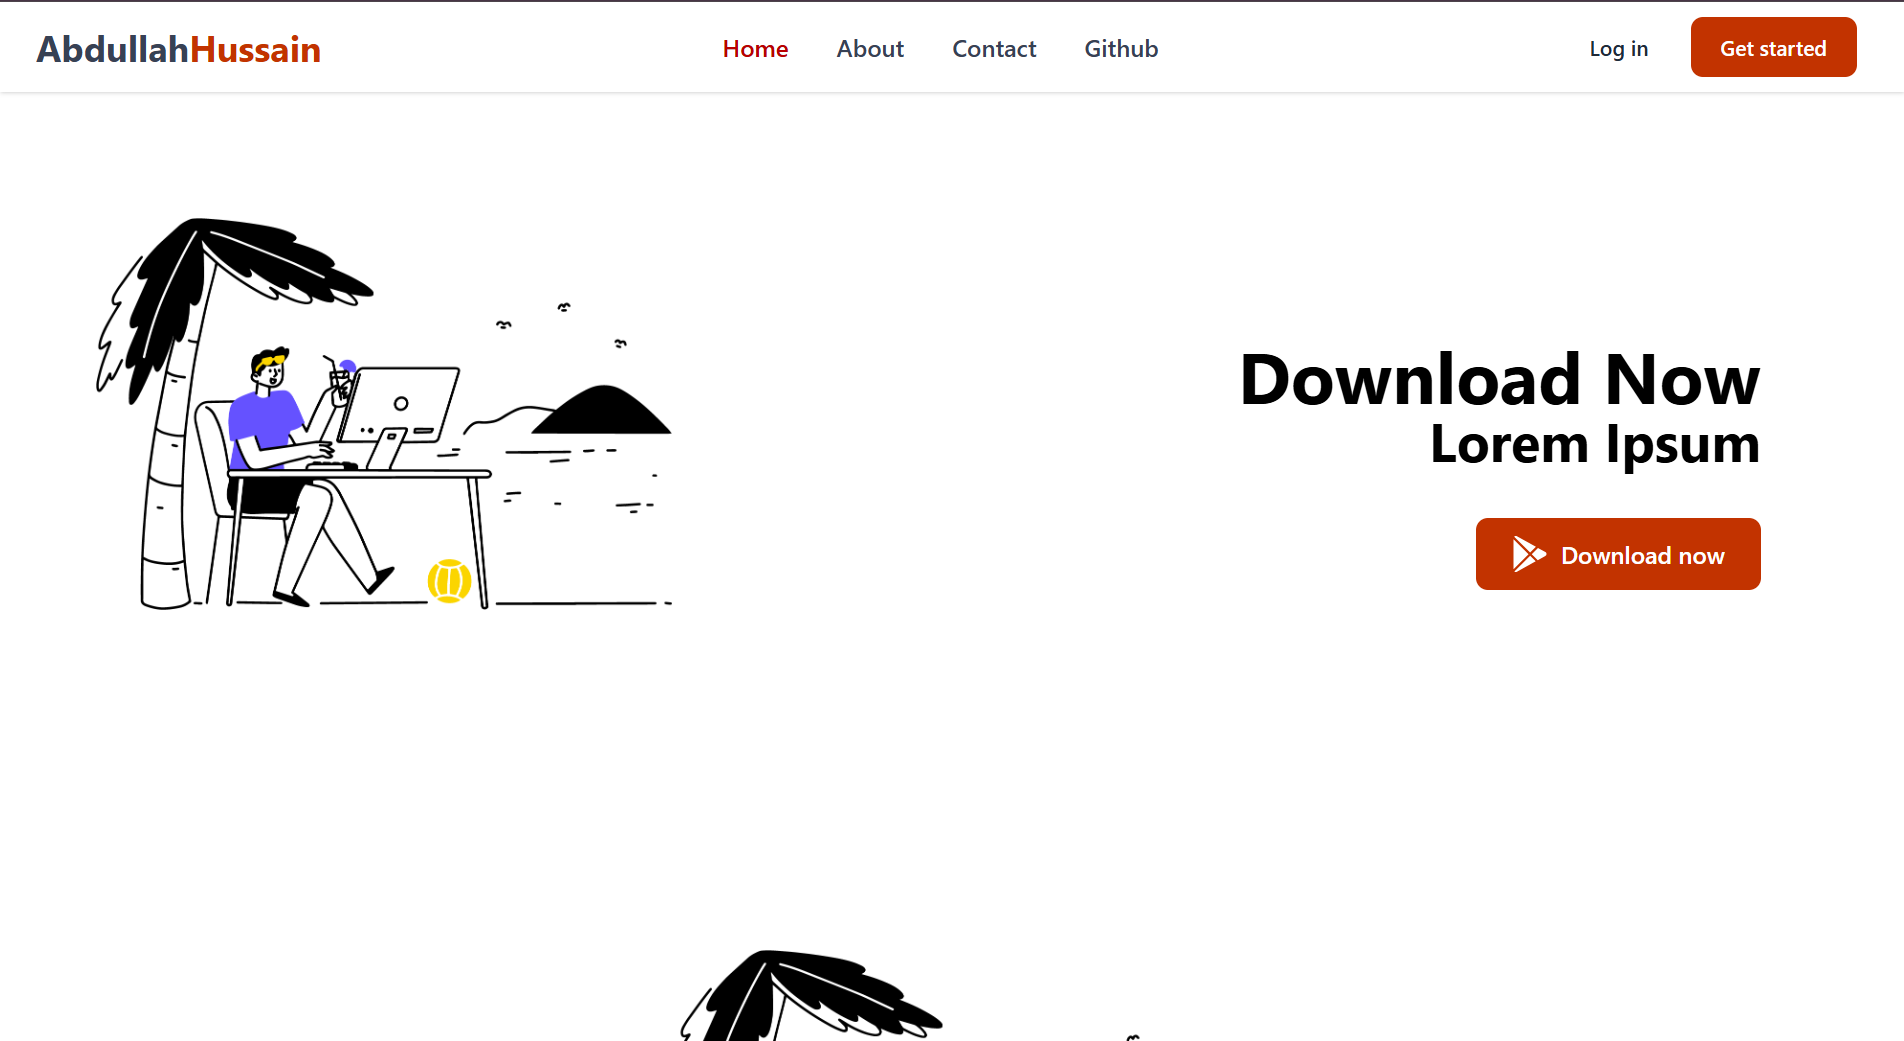 AbdullahHussain
Home About Contact Github
Log in
Get started
Download Now
Lorem Ipsum
Download now